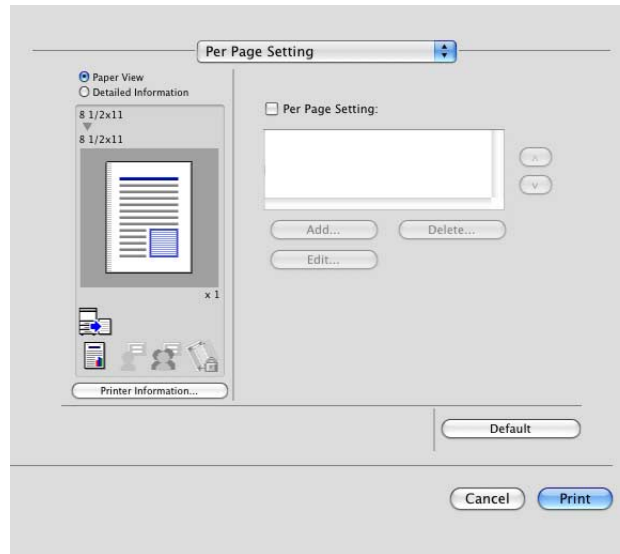 Per Page Setting
Paper View
Detailed Information
8 1/2x11
8 1/2x11
x 1
Printer Information...
Per Page Setting:
Add...
Delete...
Edit...
Default
Cancel
Print